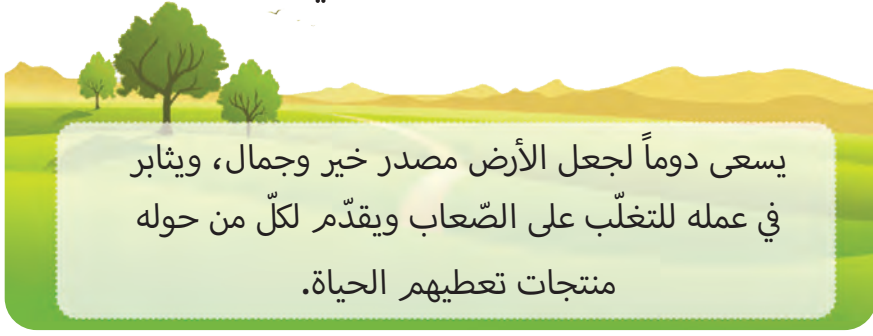 يسعى دوماً لجعل الأرض مصدر خير وجمال، ويثابر
في عمله للتغلّب على الصّعاب ويقدّم لكلّ من حوله
منتجات تعطيهم الحياة.